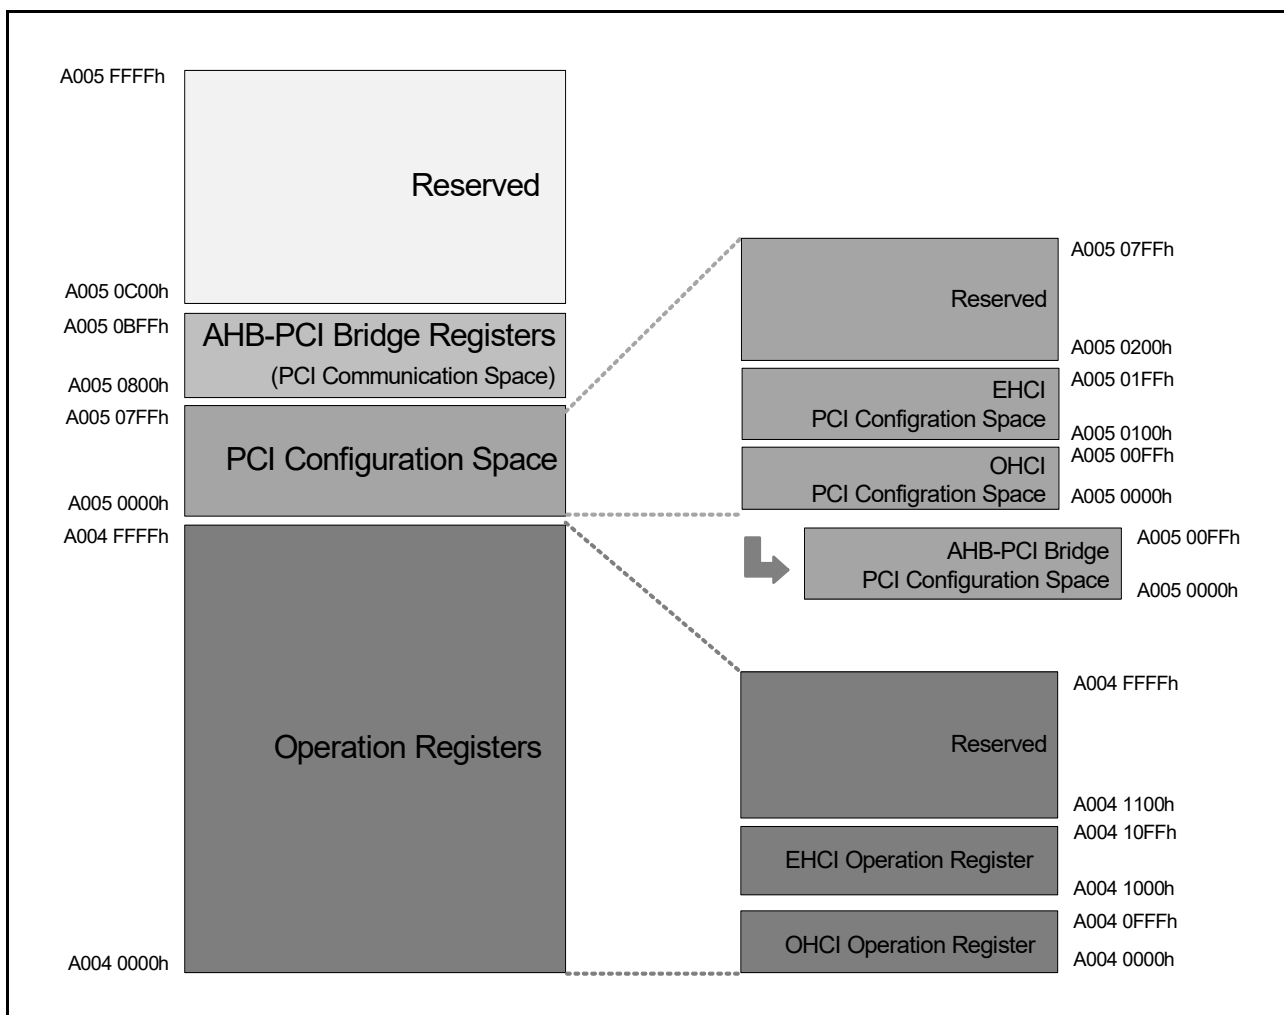 A005 FFFFh
Reserved
A005 0C00h
A005 0BFFh
AHB-PCI Bridge Registers
(PCI Communication Space)
A005 0800h
A005 07FFh
PCI Configuration Space
A005 0000h
A004 FFFFh
Operation Registers
A004 0000h
A005 07FFh
Reserved
A005 0200h
A005 01FFh
EHCI
PCI Configration Space
A005 0100h
A005 00FFh
OHCI
PCI Configration Space
A005 0000h
A005 00FFh
AHB-PCI Bridge
PCI Configuration Space
A005 0000h
A004 FFFFh
Reserved
A004 1100h
A004 10FFh
EHCI Operation Register
A004 1000h
A004 0FFFh
OHCI Operation Register
A004 0000h